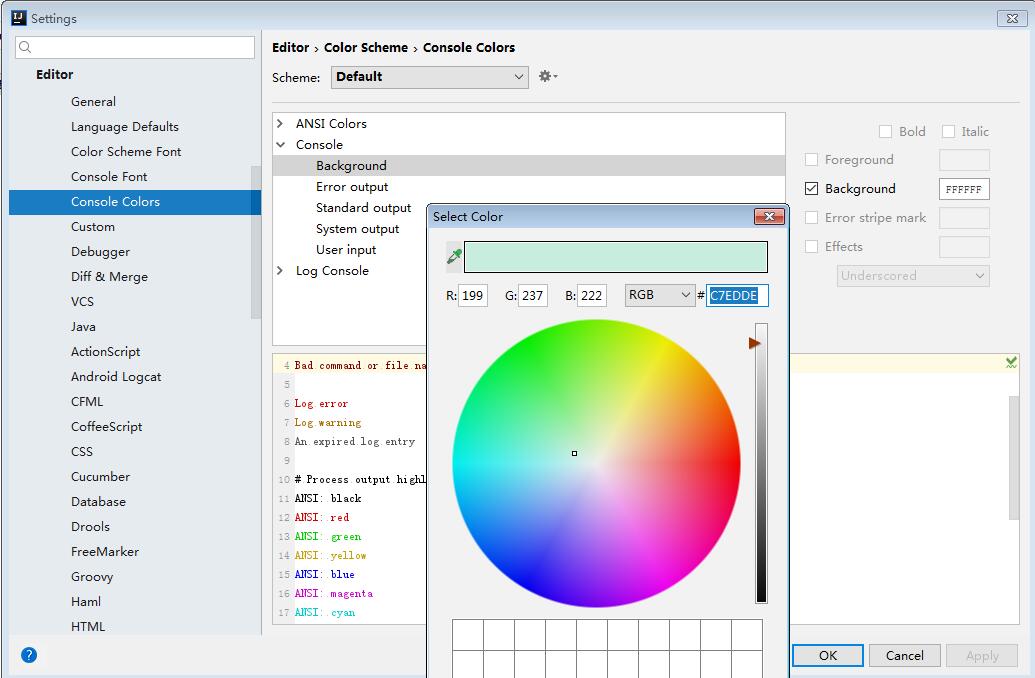 IJ Settings
Editor › Color Scheme › Console Colors
Scheme: Default
Editor
General
Language Defaults
Color Scheme Font
Console Font
Console Colors
Custom
Debugger
Diff & Merge
VCS
Java
ActionScript
Android Logcat
CFML
CoffeeScript
CSS
Cucumber
Database
Drools
FreeMarker
Groovy
Haml
HTML
ANSI Colors
Console
Background
Error output
Standard output
System output
User input
Log Console
Bold Italic
Foreground
Background FFFFFF
Error stripe mark
Effects
Underscored
Select Color
R: 199 G: 237 B: 222 RGB # C7EDDE
4 Bad command or file na
5
6 Log error
7 Log warning
8 An expired log entry
9
10 # Process output highl
11 ANSI: black
12 ANSI: red
13 ANSI: green
14 ANSI: yellow
15 ANSI: blue
16 ANSI: magenta
17 ANSI: cyan
?
OK Cancel Apply